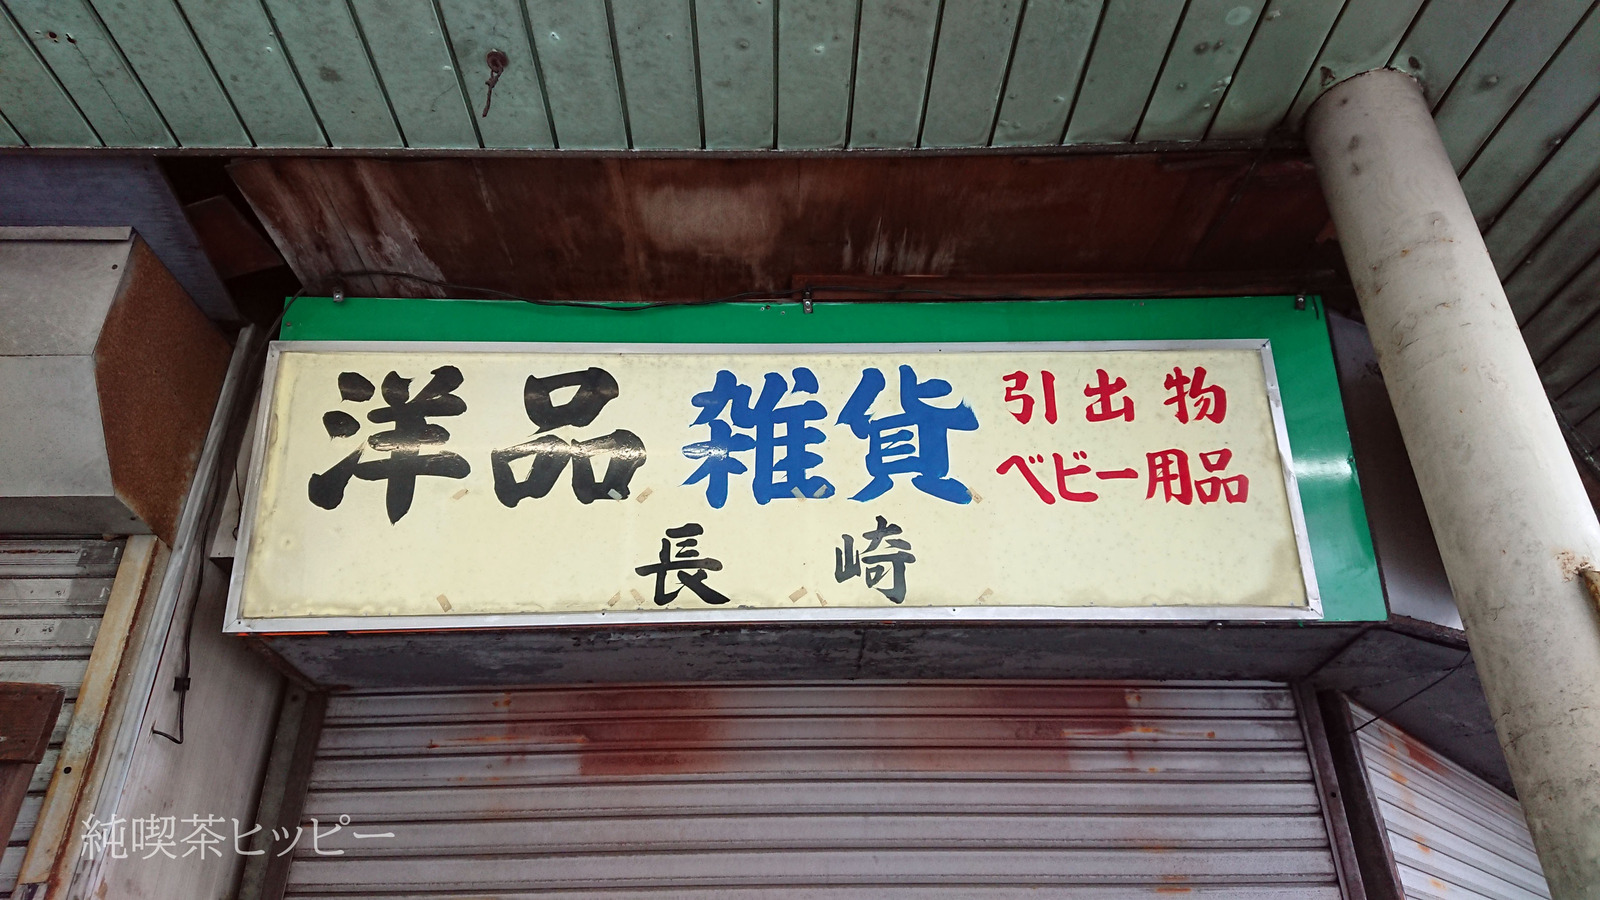 洋品 雑貨
引出物
ベビー用品
長崎
純喫茶ヒッピー